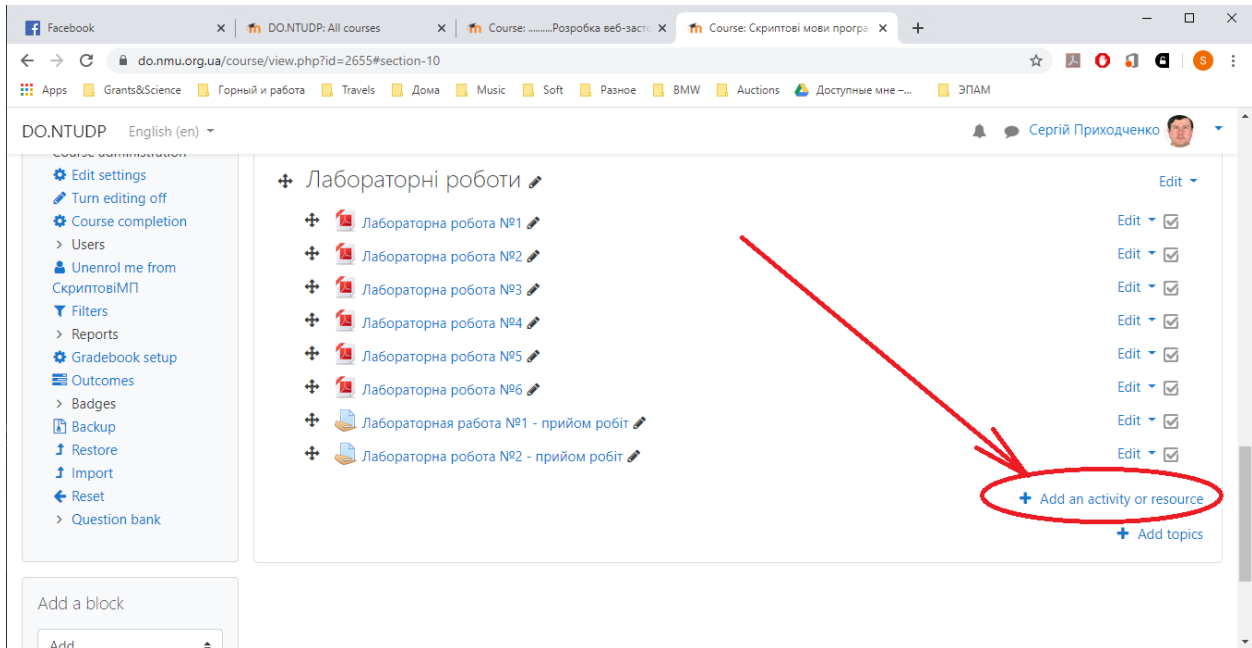 Facebook
DO.NTUDP: All courses
Course: .........Розробка веб-засто
Course: Скриптові мови програ
do.nmu.org.ua/course/view.php?id=2655#section-10
Apps Grants&Science Горный и работа Travels Дома Music Soft Разное BMW Auctions Доступные мне –... ЭПАМ
DO.NTUDP English (en) Сергій Приходченко
Course administration
Edit settings
Turn editing off
Course completion
Users
Unenrol me from
СкриптовіМП
Filters
Reports
Gradebook setup
Outcomes
Badges
Backup
Restore
Import
Reset
Question bank
Add a block
Add...
Лабораторні роботи Edit
Лабораторна робота №1 Edit
Лабораторна робота №2 Edit
Лабораторна робота №3 Edit
Лабораторна робота №4 Edit
Лабораторна робота №5 Edit
Лабораторна робота №6 Edit
Лабораторная работа №1 - прийом робіт Edit
Лабораторна робота №2 - прийом робіт Edit
Add an activity or resource
Add topics